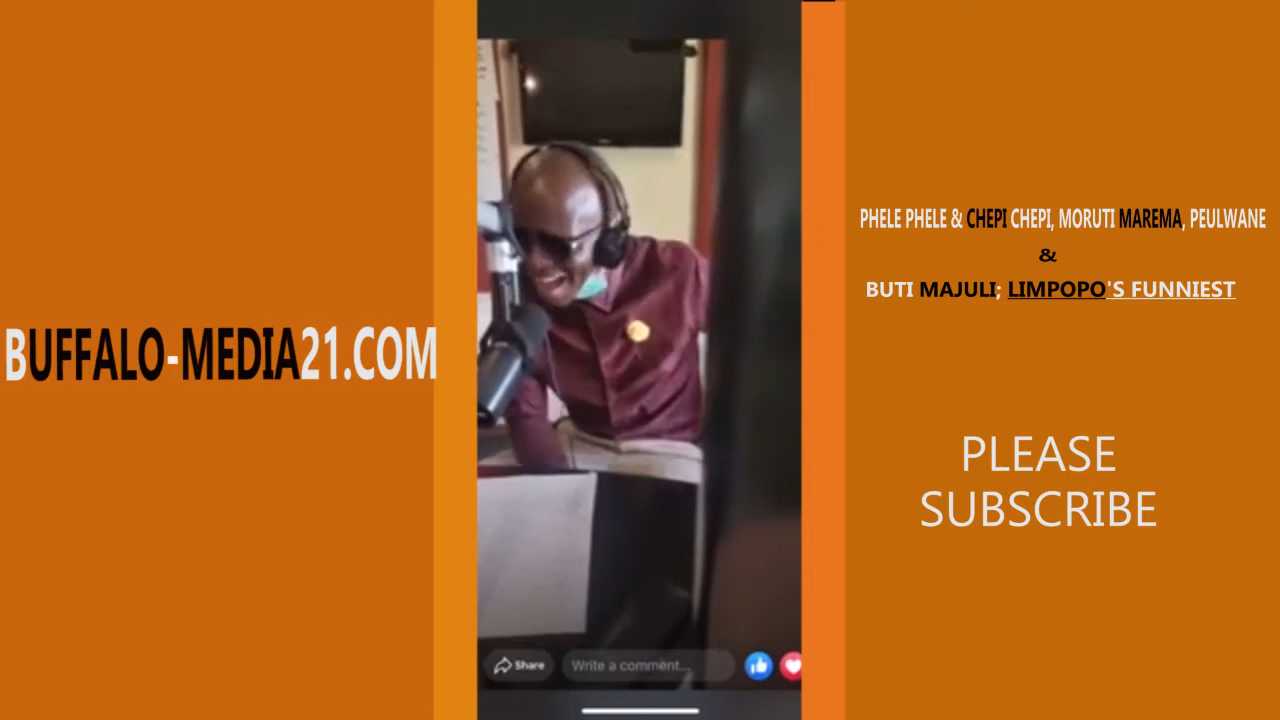 BUFFALO-MEDIA21.COM
PHELE PHELE & CHEPI CHEPI, MORUTI MAREMA, PEULWANE
&
BUTI MAJULI; LIMPOPO'S FUNNIEST
PLEASE
SUBSCRIBE
Share
Write a comment...